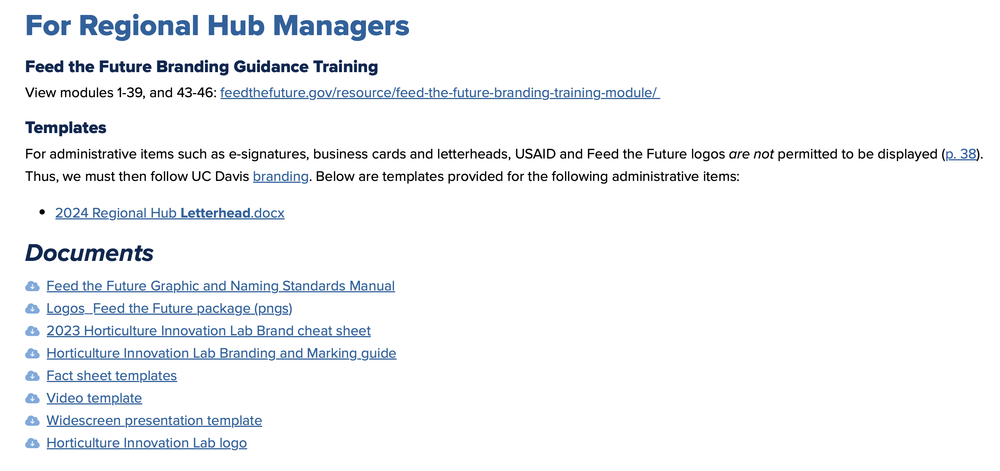 For Regional Hub Managers
Feed the Future Branding Guidance Training
View modules 1-39, and 43-46: feedthefuture.gov/resource/feed-the-future-branding-training-module/
Templates
For administrative items such as e-signatures, business cards and letterheads, USAID and Feed the Future logos are not permitted to be displayed (p. 38).
Thus, we must then follow UC Davis branding. Below are templates provided for the following administrative items:
• 2024 Regional Hub Letterhead.docx
Documents
Feed the Future Graphic and Naming Standards Manual
Logos_Feed the Future package (pngs)
2023 Horticulture Innovation Lab Brand cheat sheet
Horticulture Innovation Lab Branding and Marking guide
Fact sheet templates
Video template
Widescreen presentation template
Horticulture Innovation Lab logo